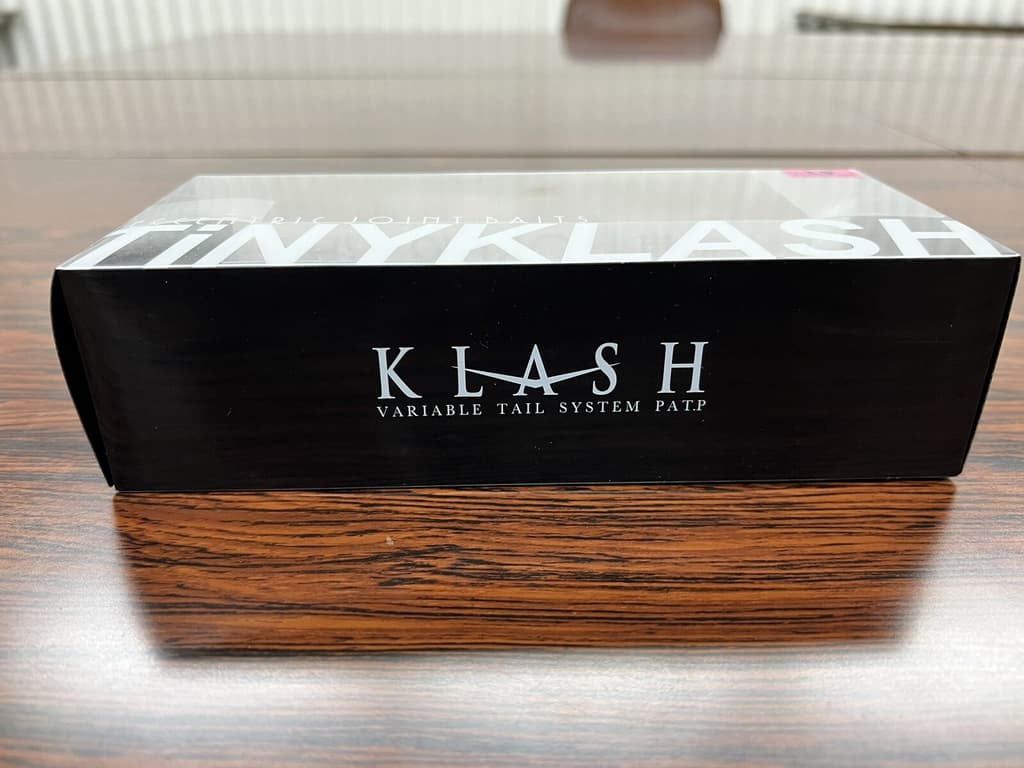 ECCENTRIC JOINT BAITS
TiNYKLASH
KLASH
VARIABLE TAIL SYSTEM PAT.P